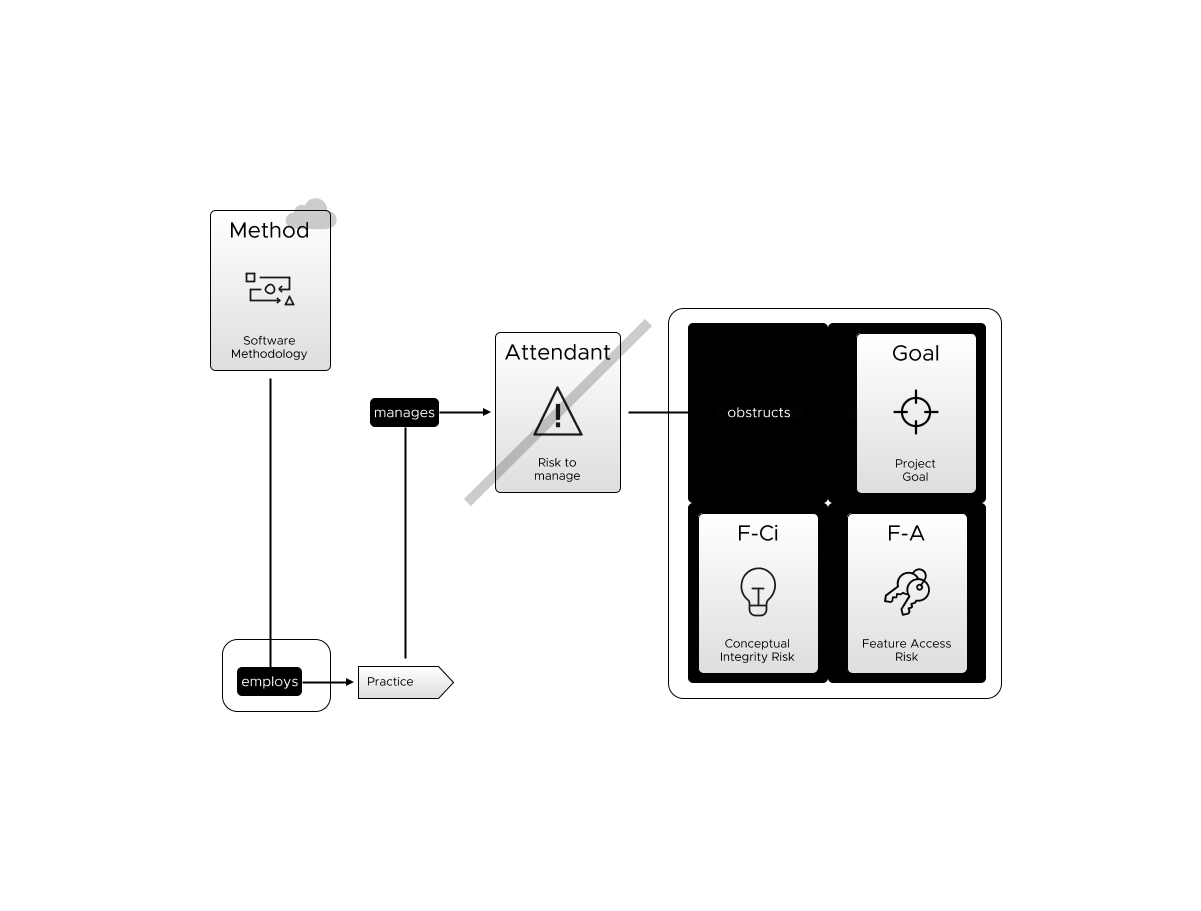 Method
Software
Methodology
employs
Practice
manages
Attendant
Risk to
manage
obstructs
Goal
Project
Goal
F-Ci
Conceptual
Integrity Risk
F-A
Feature Access
Risk